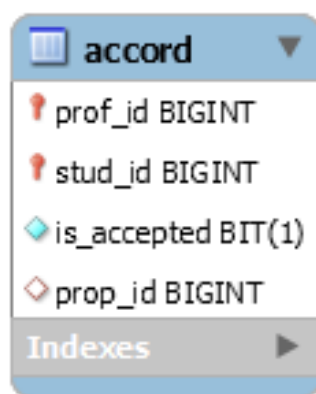 accord
prof_id BIGINT
stud_id BIGINT
is_accepted BIT(1)
prop_id BIGINT
Indexes